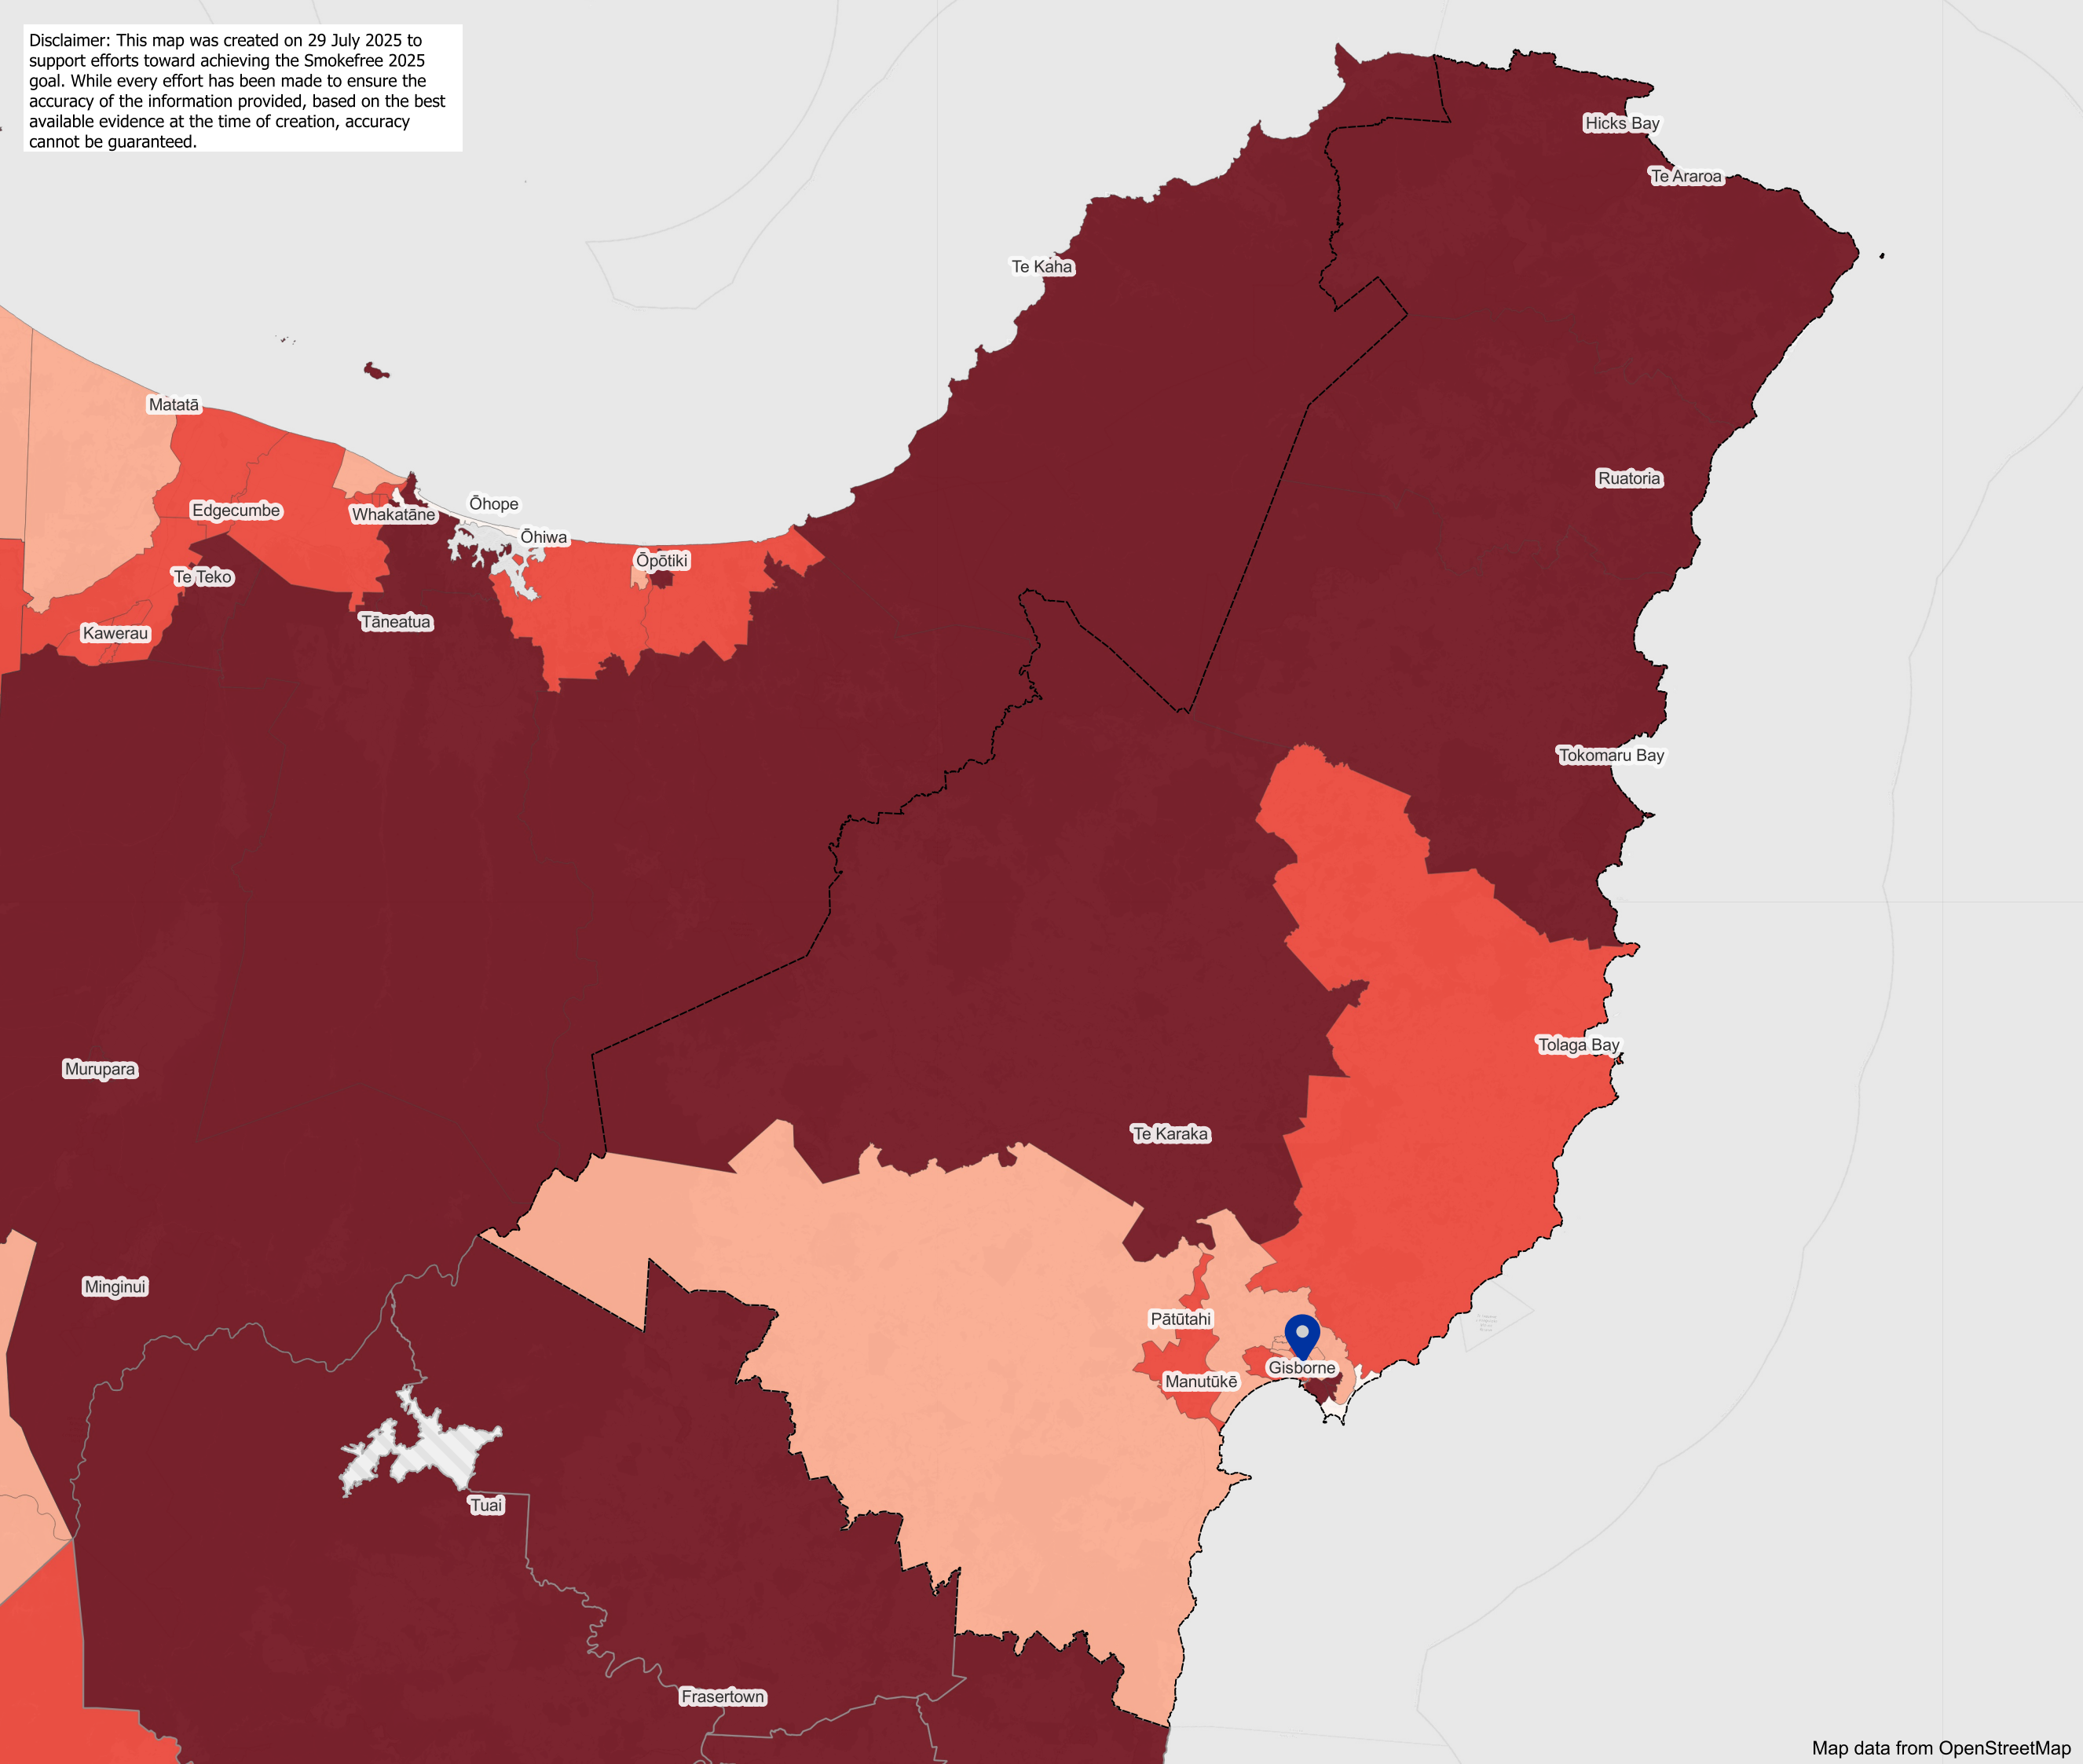 Disclaimer: This map was created on 29 July 2025 to
support efforts toward achieving the Smokefree 2025
goal. While every effort has been made to ensure the
accuracy of the information provided, based on the best
available evidence at the time of creation, accuracy
cannot be guaranteed.
Hicks Bay
Te Araroa
Te Kaha
Matatā
Ruatoria
Edgecumbe
Whakatāne
Ōhope
Ōhiwa
Ōpōtiki
Te Teko
Tāneatua
Kawerau
Tokomaru Bay
Tolaga Bay
Murupara
Te Karaka
Minginui
Pātūtahi
Gisborne
Manutūkē
Tuai
Frasertown
Map data from OpenStreetMap